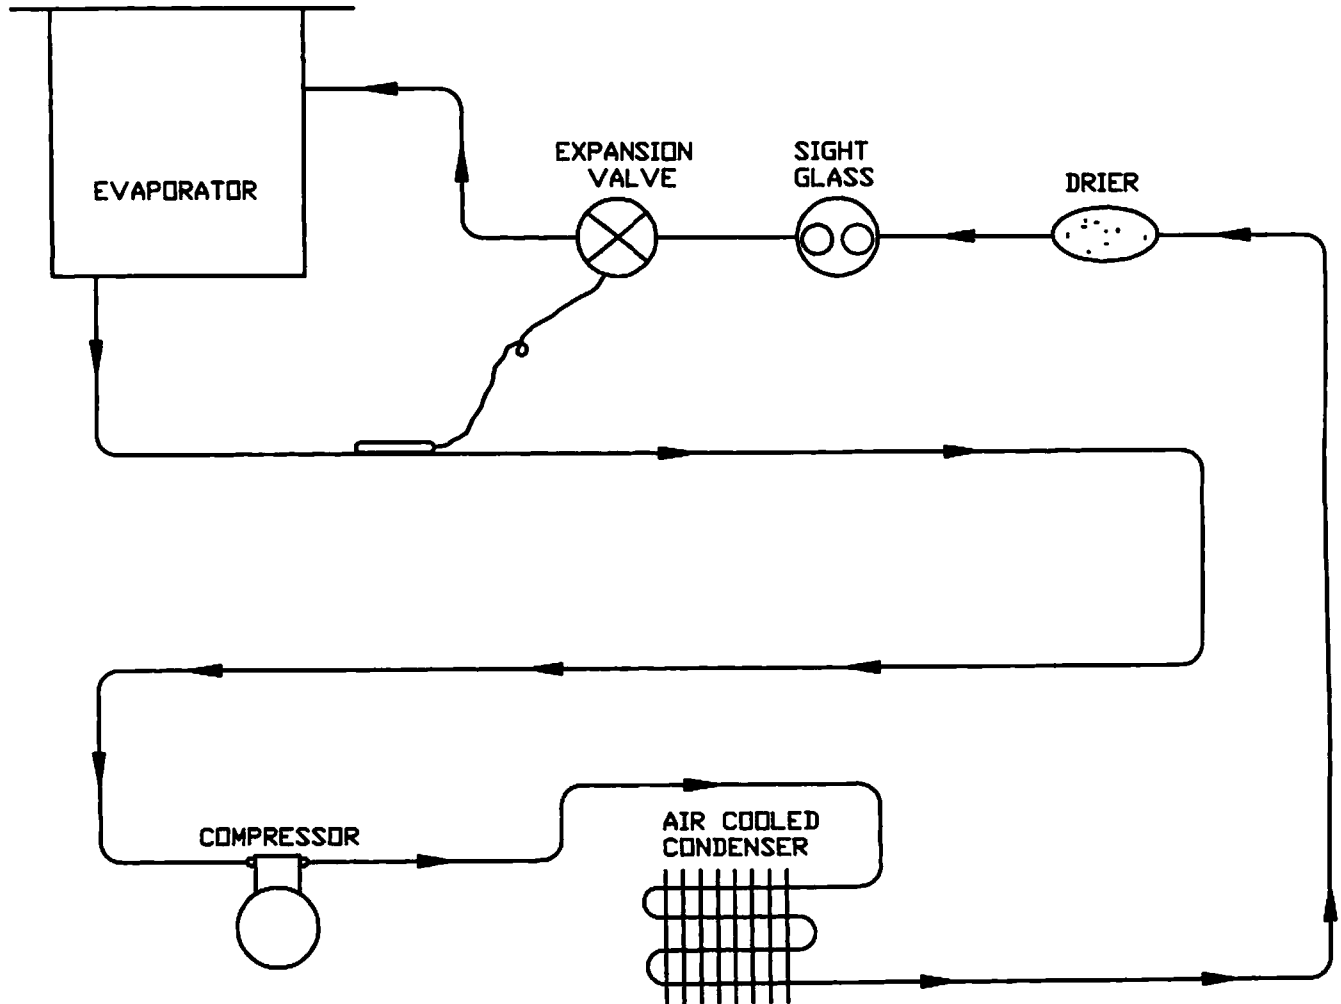 EXPANSION
VALVE
SIGHT
GLASS
DRIER
EVAPORATOR
COMPRESSOR
AIR COOLED
CONDENSER